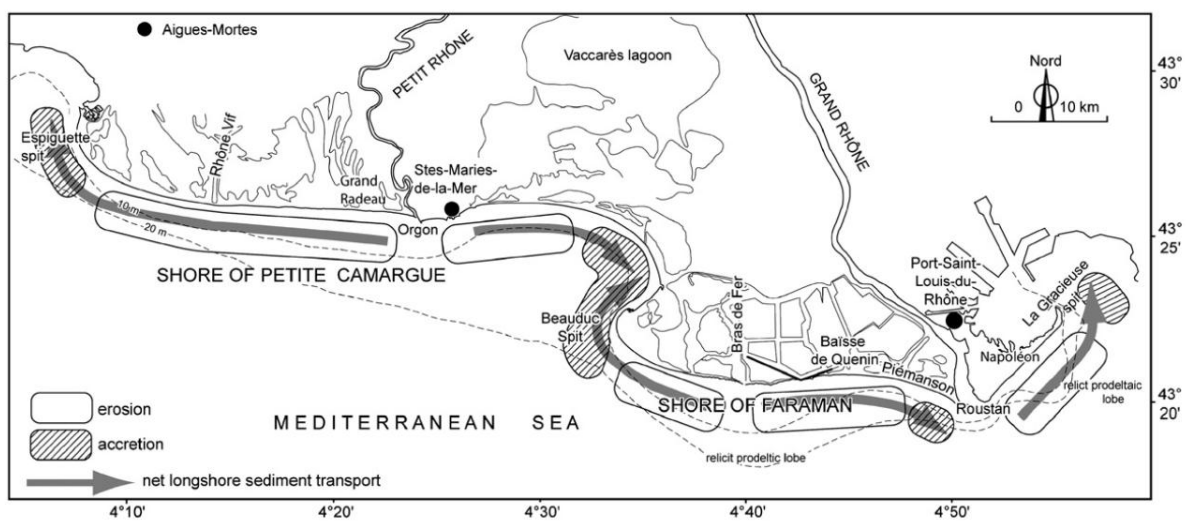 Aigues-Mortes
PETIT RHÔNE
Vaccarès lagoon
GRAND RHÔNE
Nord
0 10 km
43°
30'
Espiguette
spit
Rhône Vif
Grand
Radeau
Stes-Maries-
de-la-Mer
10 m
20 m
Orgon
43°
25'
SHORE OF PETITE CAMARGUE
Port-Saint-
Louis-du-
Rhône
La Gracieuse
spit
Beauduc
Spit
Bras de Fer
Baïsse
de Quenin
Piémanson
Napoléon
relict prodeltaic
lobe
Roustan
43°
20'
SHORE OF FARAMAN
erosion
accretion
MEDITERRANEAN SEA
relicit prodeltic lobe
net longshore sediment transport
4°10'
4°20'
4°30'
4°40'
4°50'